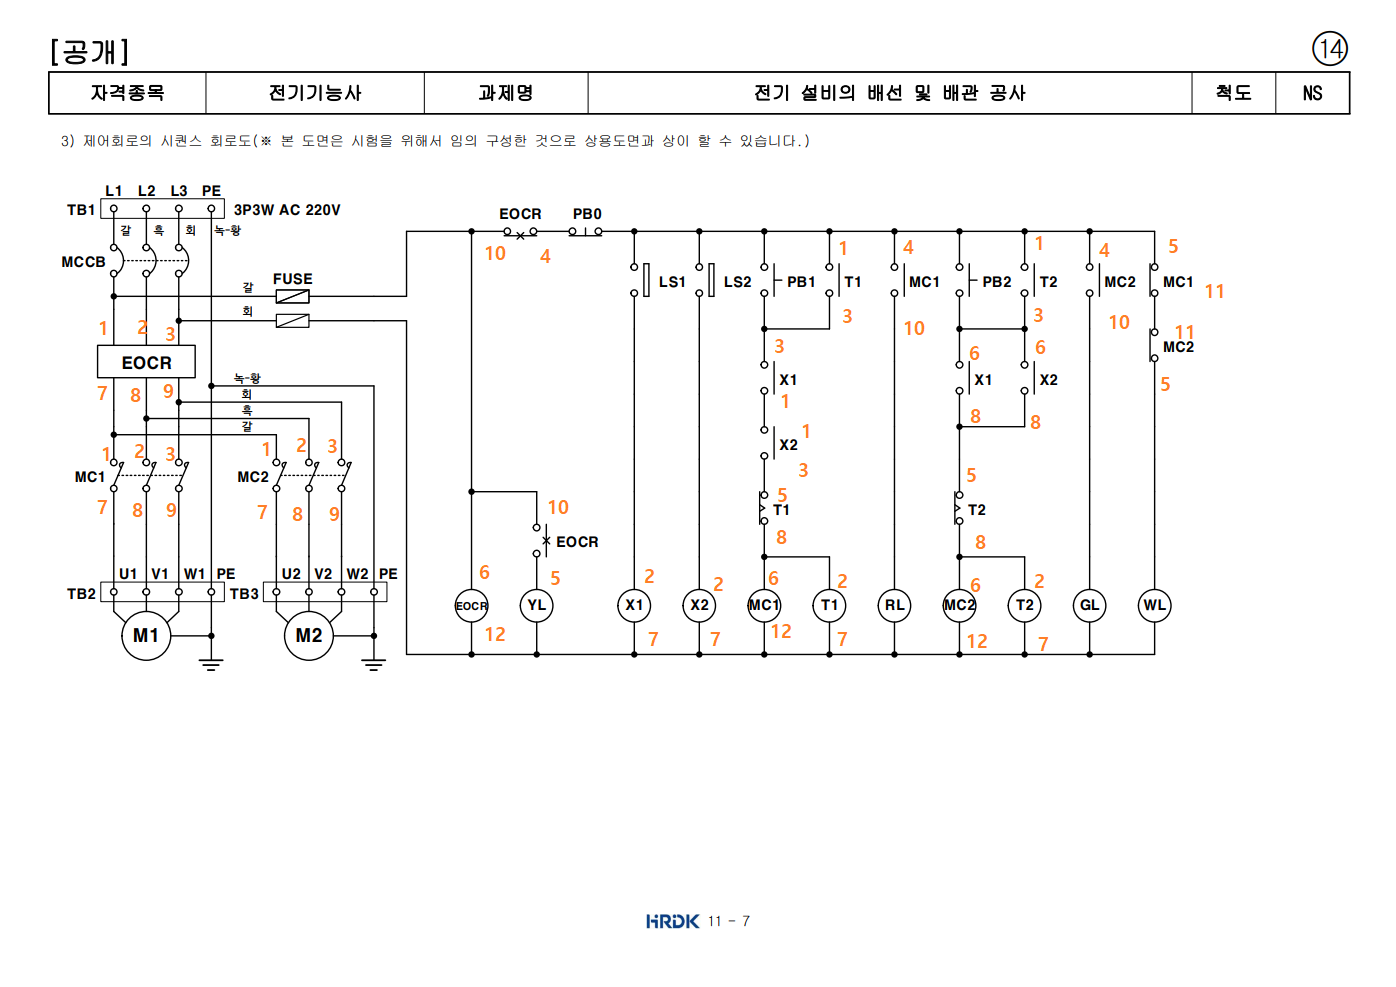 [공개]
14
자격종목 전기기능사 과제명 전기 설비의 배선 및 배관 공사 척도 NS
3) 제어회로의 시퀀스 회로도(※ 본 도면은 시험을 위해서 임의 구성한 것으로 상용도면과 상이 할 수 있습니다.)
L1 L2 L3 PE
TB1 3P3W AC 220V
갈 흑 회 녹-황
MCCB
FUSE
갈
회
1 2 3
EOCR
7 8 9
녹-황
회
흑
갈
1 2 3 1 2 3
MC1 MC2
7 8 9 7 8 9
U1 V1 W1 PE U2 V2 W2 PE
TB2 TB3
M1 M2
EOCR PB0
10 4
1 4 1 4 5
LS1 LS2 PB1 T1 MC1 PB2 T2 MC2 MC1
11
3 10 3 10 11
MC2
3 6 6 5
X1 X1 X2
1 8 8
1
X2
3
5 5
T1 T2
8 8
10
EOCR
6 5 2 2 6 2 6 2
EOCR YL X1 X2 MC1 T1 RL MC2 T2 GL WL
12 7 7 12 7 12 7
HRDK 11 - 7